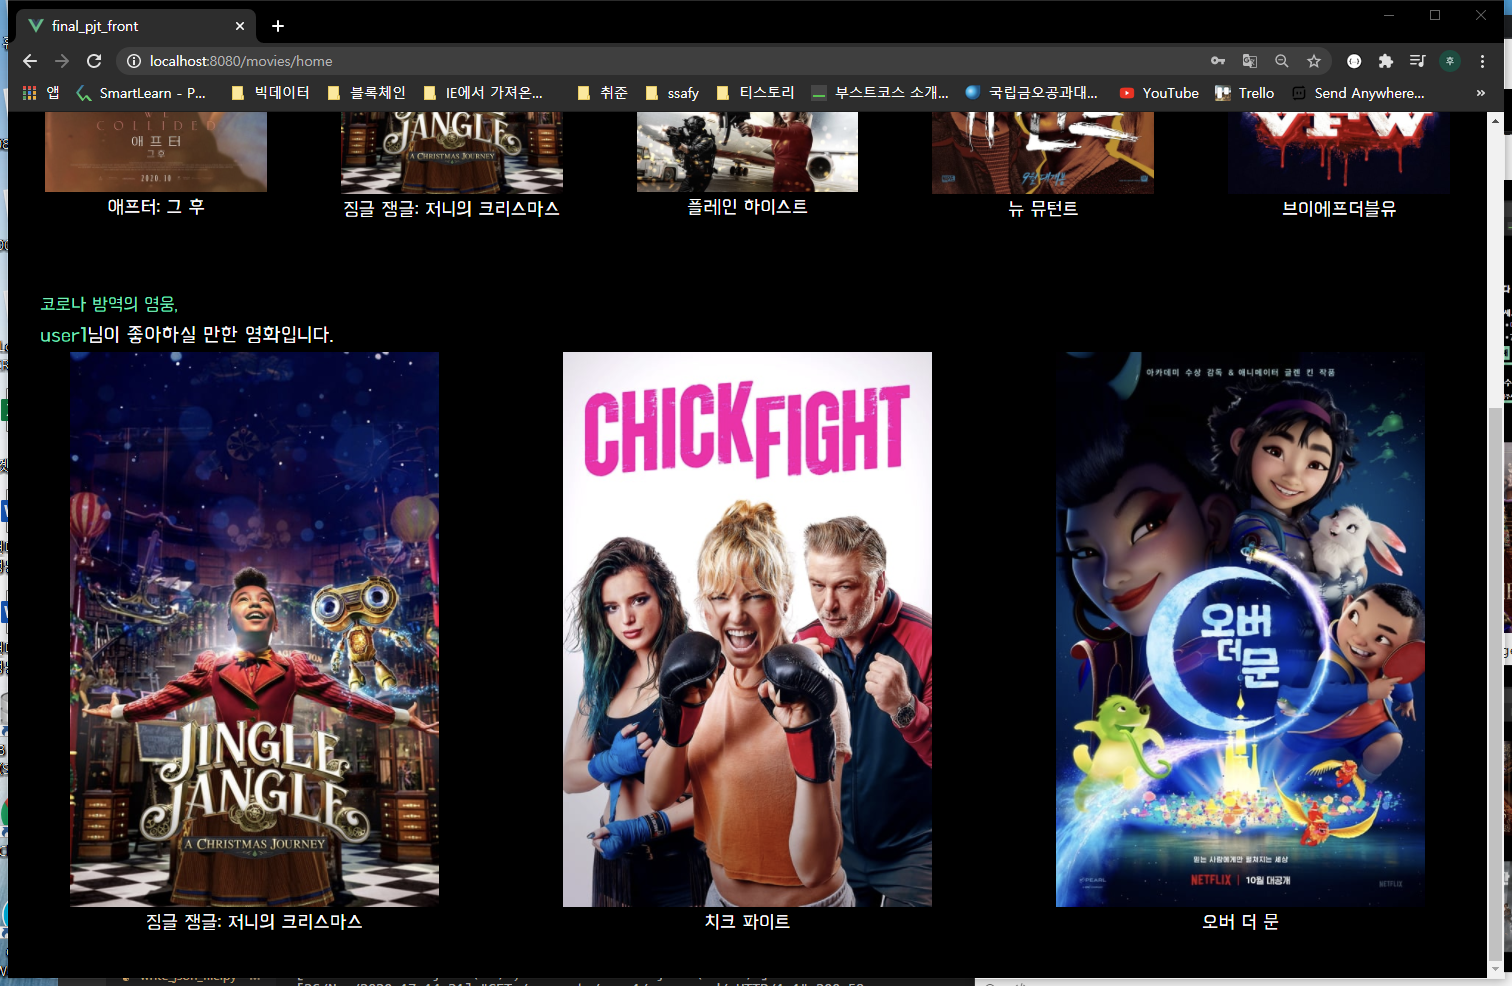 final_pjt_front
localhost:8080/movies/home
앱 SmartLearn - P... 빅데이터 블록체인 IE에서 가져온... 취준 ssafy 티스토리 부스트코스 소개... 국립금오공과대... YouTube Trello Send Anywhere... »
COLLIDED
애프터
그 후
2020.10
JANGLE
A CHRISTMAS JOURNEY
9월 대개봉
VFW
애프터: 그 후
징글 쟁글: 저니의 크리스마스
플레인 하이스트
뉴 뮤턴트
브이에프더블유
코로나 방역의 영웅,
user1님이 좋아하실 만한 영화입니다.
JINGLE
JANGLE
A CHRISTMAS JOURNEY
CHICKFIGHT
아카데미 수상 감독 & 애니메이터 글렌 킨 작품
오버
더
문
믿는 사람에게만 펼쳐지는 세상
NETFLIX | 10월 대공개
PEARL
NETFLIX
징글 쟁글: 저니의 크리스마스
치크 파이트
오버 더 문